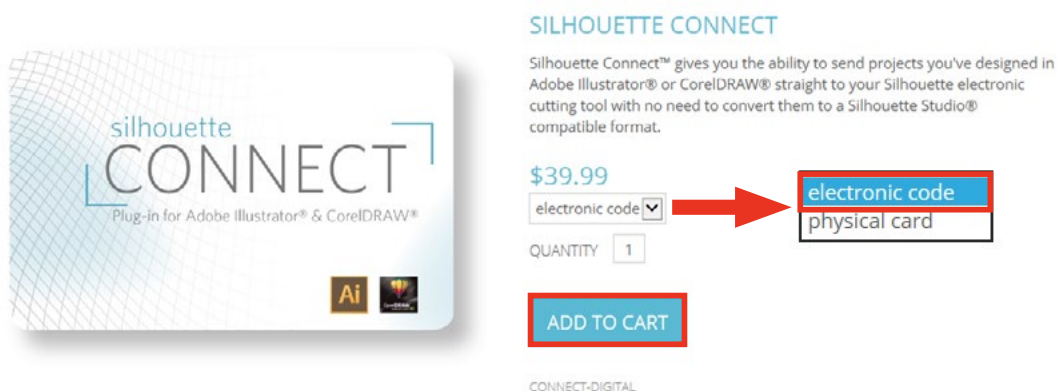 silhouette
CONNECT
Plug-in for Adobe Illustrator® & CorelDRAW®
Ai
SILHOUETTE CONNECT
Silhouette Connect™ gives you the ability to send projects you've designed in
Adobe Illustrator® or CorelDRAW® straight to your Silhouette electronic
cutting tool with no need to convert them to a Silhouette Studio®
compatible format.
$39.99
electronic code
electronic code
physical card
QUANTITY 1
ADD TO CART
CONNECT-DIGITAL